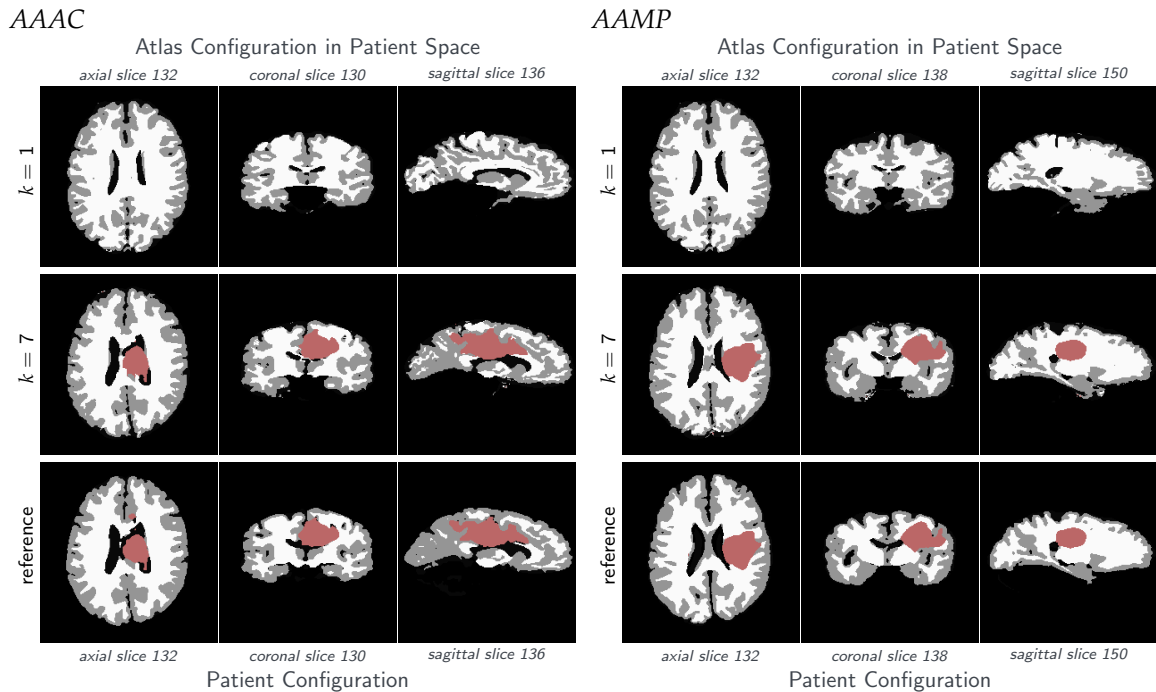 AAAC
Atlas Configuration in Patient Space
axial slice 132 coronal slice 130 sagittal slice 136
k = 1
k = 7
reference
axial slice 132 coronal slice 130 sagittal slice 136
Patient Configuration
AAMP
Atlas Configuration in Patient Space
axial slice 132 coronal slice 138 sagittal slice 150
k = 1
k = 7
reference
axial slice 132 coronal slice 138 sagittal slice 150
Patient Configuration